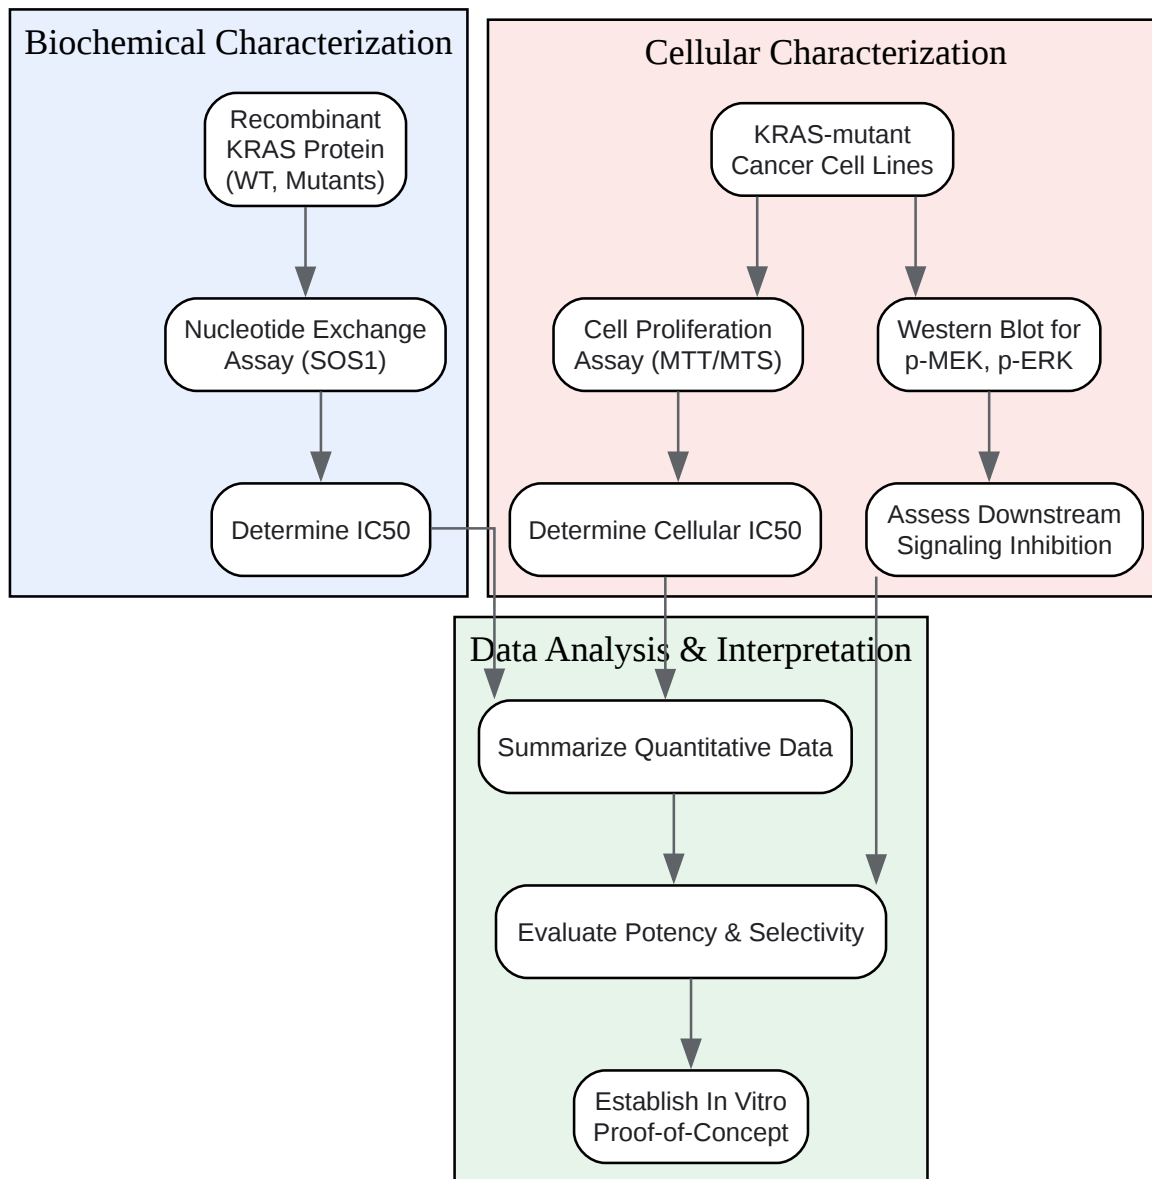 Biochemical Characterization
Recombinant
KRAS Protein
(WT, Mutants)
Nucleotide Exchange
Assay (SOS1)
Determine IC50
Cellular Characterization
KRAS-mutant
Cancer Cell Lines
Cell Proliferation
Assay (MTT/MTS)
Western Blot for
p-MEK, p-ERK
Determine Cellular IC50
Assess Downstream
Signaling Inhibition
Data Analysis & Interpretation
Summarize Quantitative Data
Evaluate Potency & Selectivity
Establish In Vitro
Proof-of-Concept